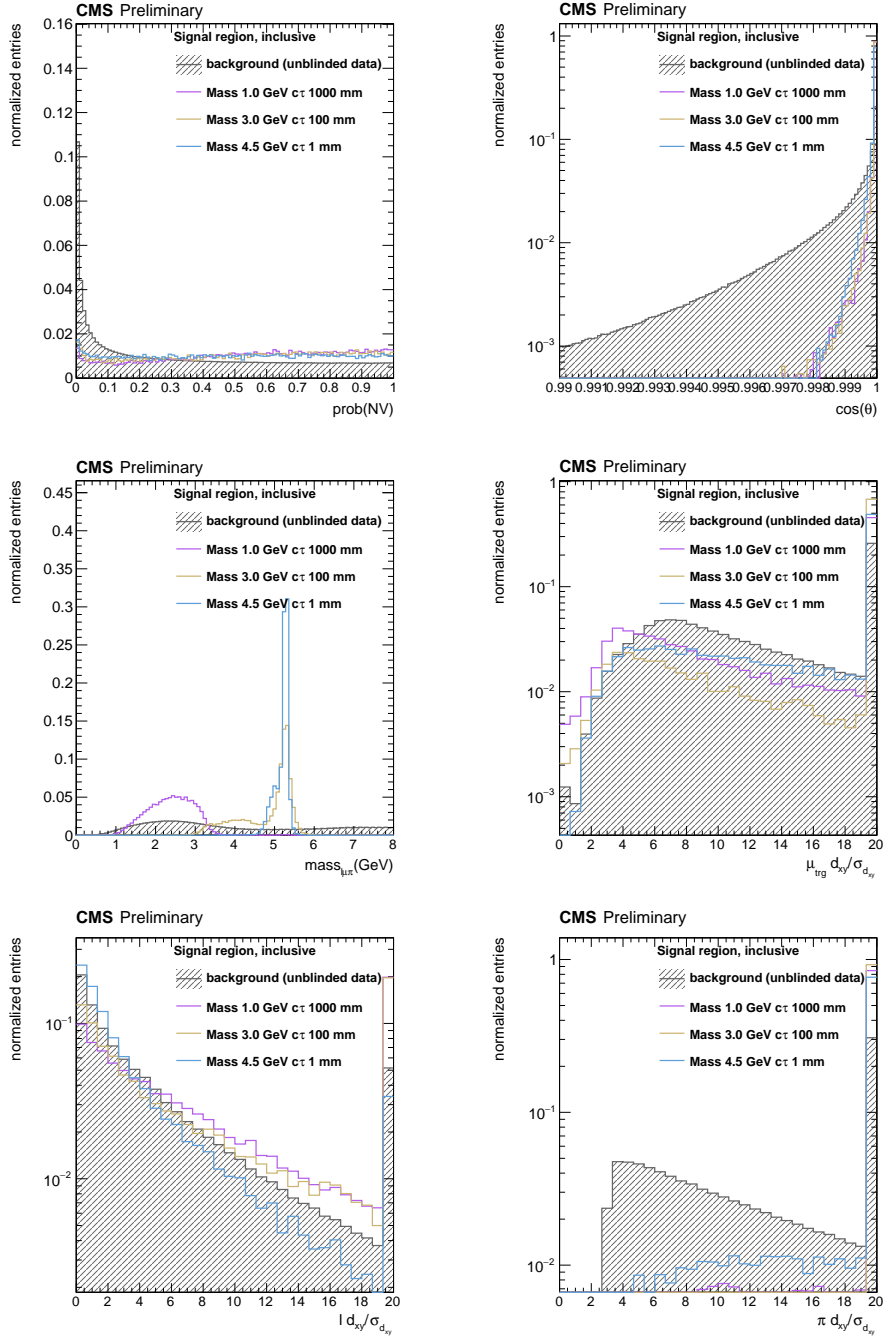 CMS Preliminary
normalized entries
0.16
0.14
0.12
0.1
0.08
0.06
0.04
0.02
0
Signal region, inclusive
background (unblinded data)
Mass 1.0 GeV cτ 1000 mm
Mass 3.0 GeV cτ 100 mm
Mass 4.5 GeV cτ 1 mm
0 0.1 0.2 0.3 0.4 0.5 0.6 0.7 0.8 0.9 1
prob(NV)
CMS Preliminary
normalized entries
1
10⁻¹
10⁻²
10⁻³
Signal region, inclusive
background (unblinded data)
Mass 1.0 GeV cτ 1000 mm
Mass 3.0 GeV cτ 100 mm
Mass 4.5 GeV cτ 1 mm
0.99 0.991 0.992 0.993 0.994 0.995 0.996 0.997 0.998 0.999 1
cos(θ)
CMS Preliminary
normalized entries
0.45
0.4
0.35
0.3
0.25
0.2
0.15
0.1
0.05
0
Signal region, inclusive
background (unblinded data)
Mass 1.0 GeV cτ 1000 mm
Mass 3.0 GeV cτ 100 mm
Mass 4.5 GeV cτ 1 mm
0 1 2 3 4 5 6 7 8
mass_lμπ(GeV)
CMS Preliminary
normalized entries
1
10⁻¹
10⁻²
10⁻³
Signal region, inclusive
background (unblinded data)
Mass 1.0 GeV cτ 1000 mm
Mass 3.0 GeV cτ 100 mm
Mass 4.5 GeV cτ 1 mm
0 2 4 6 8 10 12 14 16 18 20
μ_trg d_xy/σ_d_xy
CMS Preliminary
normalized entries
10⁻¹
10⁻²
Signal region, inclusive
background (unblinded data)
Mass 1.0 GeV cτ 1000 mm
Mass 3.0 GeV cτ 100 mm
Mass 4.5 GeV cτ 1 mm
0 2 4 6 8 10 12 14 16 18 20
l d_xy/σ_d_xy
CMS Preliminary
normalized entries
1
10⁻¹
10⁻²
Signal region, inclusive
background (unblinded data)
Mass 1.0 GeV cτ 1000 mm
Mass 3.0 GeV cτ 100 mm
Mass 4.5 GeV cτ 1 mm
0 2 4 6 8 10 12 14 16 18 20
π d_xy/σ_d_xy